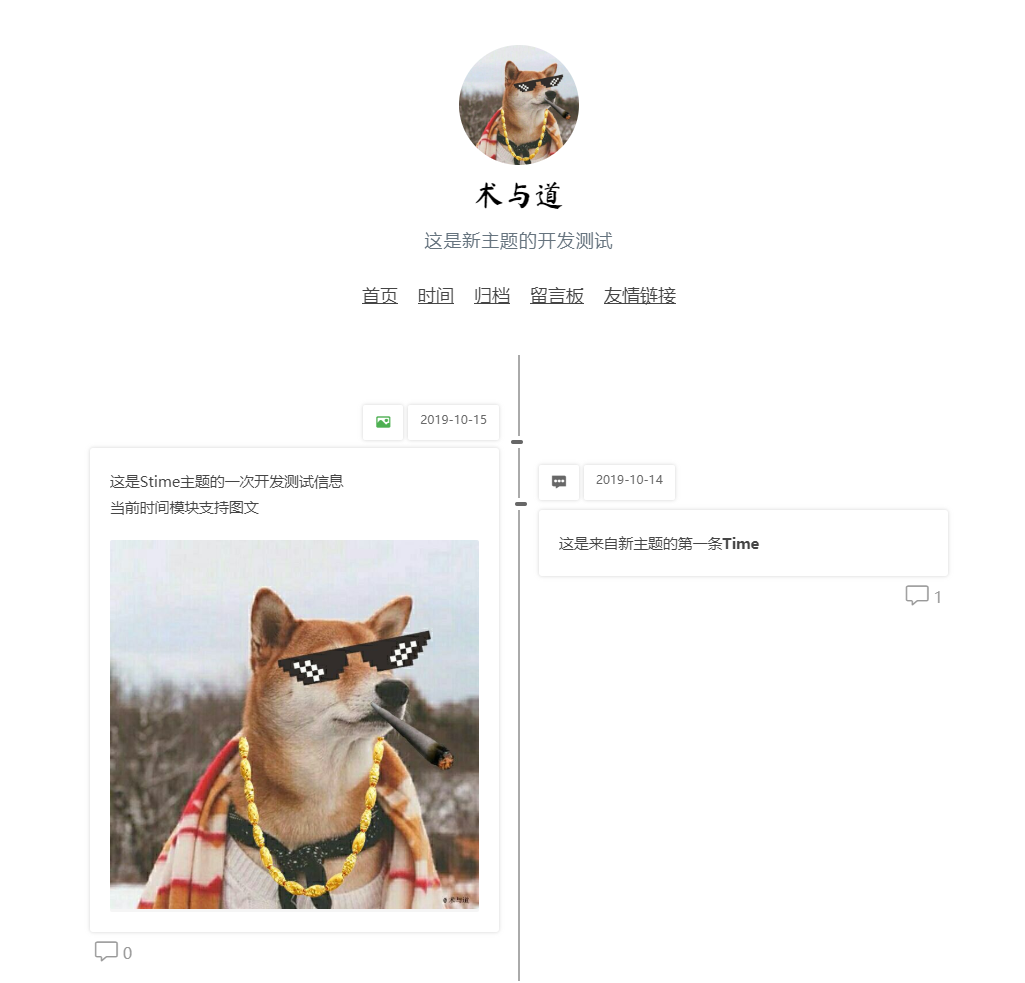 术与道
这是新主题的开发测试
首页 时间 归档 留言板 友情链接
2019-10-15
这是Stime主题的一次开发测试信息
当前时间模块支持图文
@术与道
0
2019-10-14
这是来自新主题的第一条Time
1